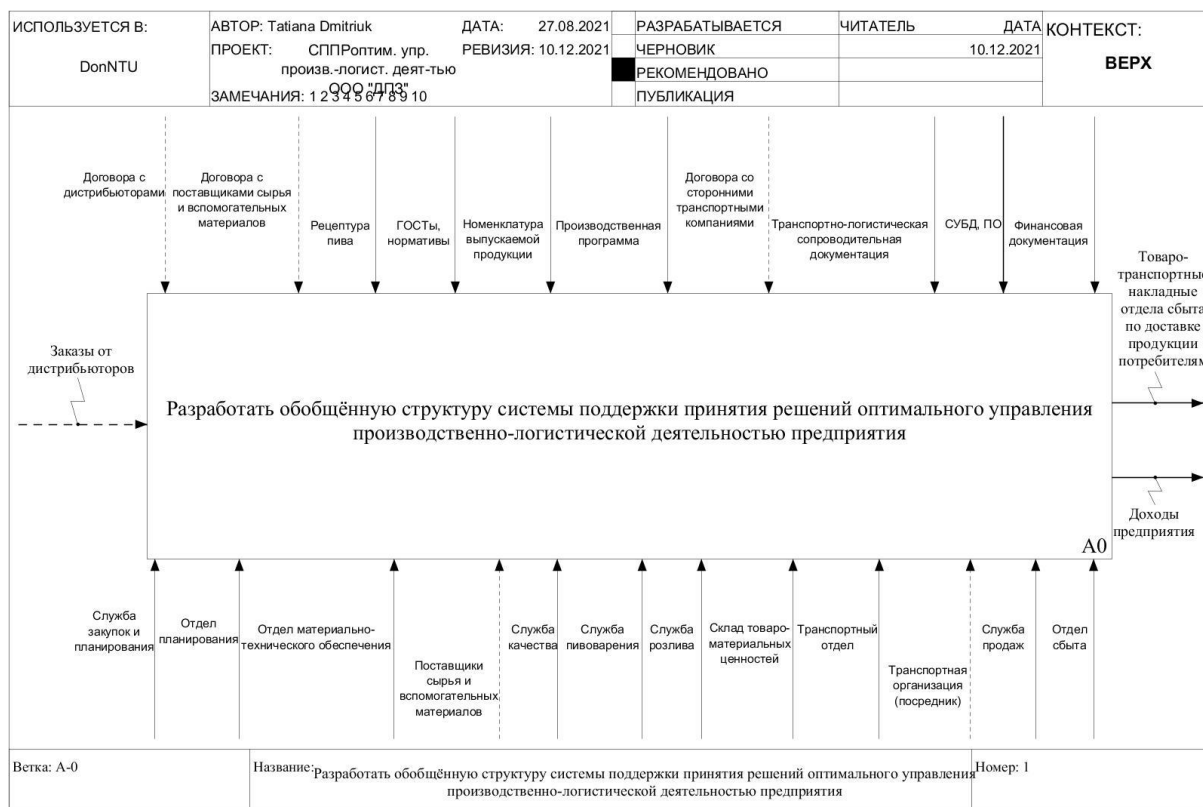 ИСПОЛЬЗУЕТСЯ В:
DonNTU
АВТОР: Tatiana Dmitriuk
ДАТА: 27.08.2021
ПРОЕКТ: СППРоптим. упр.
произв.-логист. деят-тью
ООО "ДПЗ"
РЕВИЗИЯ: 10.12.2021
ЗАМЕЧАНИЯ: 1 2 3 4 5 6 7 8 9 10
РАЗРАБАТЫВАЕТСЯ
ЧЕРНОВИК
РЕКОМЕНДОВАНО
ПУБЛИКАЦИЯ
ЧИТАТЕЛЬ
ДАТА
10.12.2021
КОНТЕКСТ:
ВЕРХ
Договора с
дистрибьюторами
Договора с
поставщиками сырья
и вспомогательных
материалов
Рецептура
пива
ГОСТы,
нормативы
Номенклатура
выпускаемой
продукции
Производственная
программа
Договора со
сторонними
транспортными
компаниями
Транспортно-логистическая
сопроводительная
документация
СУБД, ПО
Финансовая
документация
Заказы от
дистрибьюторов
Разработать обобщённую структуру системы поддержки принятия решений оптимального управления
производственно-логистической деятельностью предприятия
A0
Товаро-
транспортные
накладные
отдела сбыта
по доставке
продукции
потребителям
Доходы
предприятия
Служба
закупок и
планирования
Отдел
планирования
Отдел материально-
технического обеспечения
Поставщики
сырья и
вспомогательных
материалов
Служба
качества
Служба
пивоварения
Служба
розлива
Склад товаро-
материальных
ценностей
Транспортный
отдел
Транспортная
организация
(посредник)
Служба
продаж
Отдел
сбыта
Ветка: A-0
Название:
Разработать обобщённую структуру системы поддержки принятия решений оптимального управления
производственно-логистической деятельностью предприятия
Номер: 1